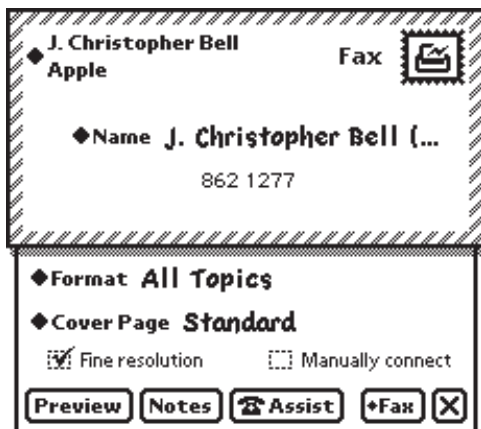 ◆J. Christopher Bell
Apple
Fax
◆Name J. Christopher Bell (...
862 1277
◆Format All Topics
◆Cover Page Standard
Fine resolution Manually connect
Preview Notes ☎Assist ◆Fax X